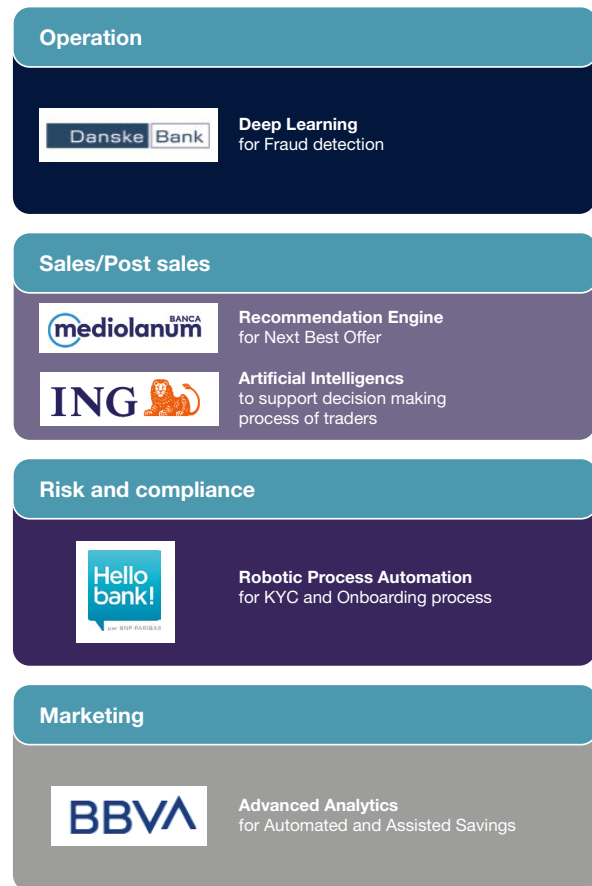 Operation
Danske Bank
Deep Learning
for Fraud detection
Sales/Post sales
BANCA
mediolanum
Recommendation Engine
for Next Best Offer
ING
Artificial Intelligencs
to support decision making
process of traders
Risk and compliance
Hello
bank!
BNP PARIBAS
Robotic Process Automation
for KYC and Onboarding process
Marketing
BBVA
Advanced Analytics
for Automated and Assisted Savings